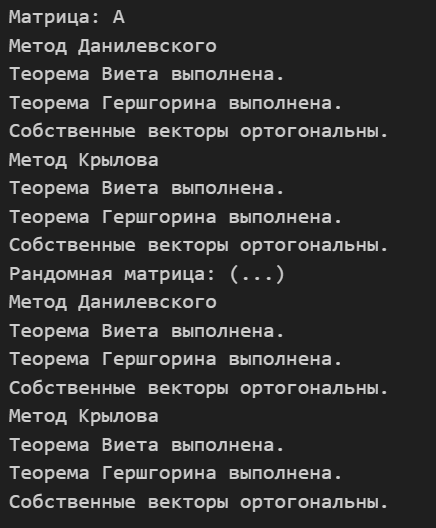 Матрица: A
Метод Данилевского
Теорема Виета выполнена.
Теорема Гершгорина выполнена.
Собственные векторы ортогональны.
Метод Крылова
Теорема Виета выполнена.
Теорема Гершгорина выполнена.
Собственные векторы ортогональны.
Рандомная матрица: (...)
Метод Данилевского
Теорема Виета выполнена.
Теорема Гершгорина выполнена.
Собственные векторы ортогональны.
Метод Крылова
Теорема Виета выполнена.
Теорема Гершгорина выполнена.
Собственные векторы ортогональны.